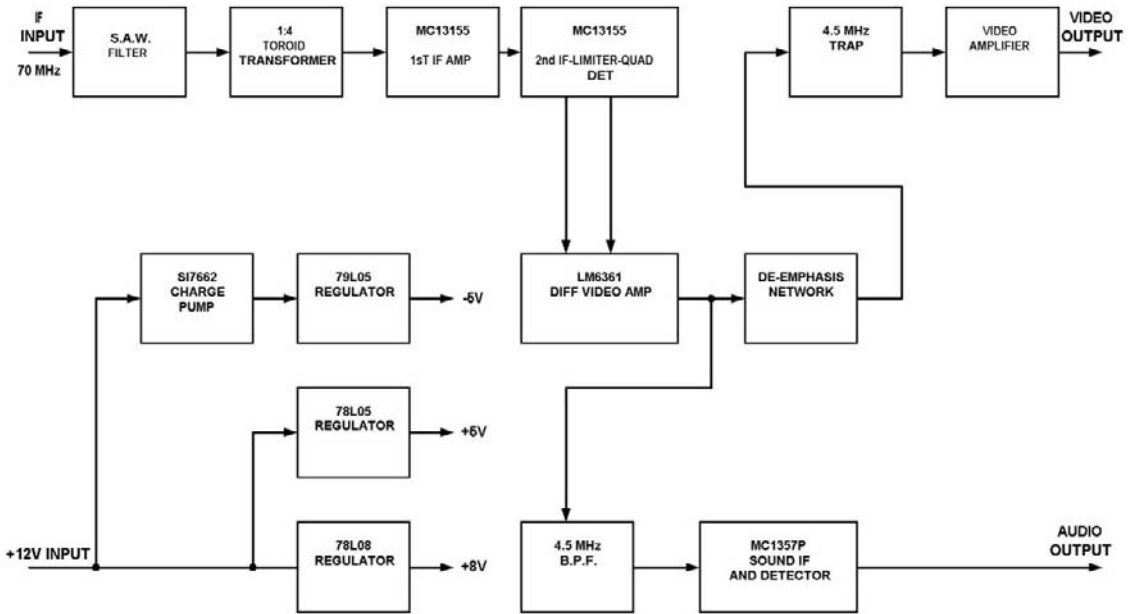 IF
INPUT
70 MHz
S.A.W.
FILTER
1:4
TOROID
TRANSFORMER
MC13155
1sT IF AMP
MC13155
2nd IF-LIMITER-QUAD
DET
4.5 MHz
TRAP
VIDEO
AMPLIFIER
VIDEO
OUTPUT
SI7662
CHARGE
PUMP
79L05
REGULATOR
-5V
LM6361
DIFF VIDEO AMP
DE-EMPHASIS
NETWORK
78L05
REGULATOR
+5V
+12V INPUT
78L08
REGULATOR
+8V
4.5 MHz
B.P.F.
MC1357P
SOUND IF
AND DETECTOR
AUDIO
OUTPUT